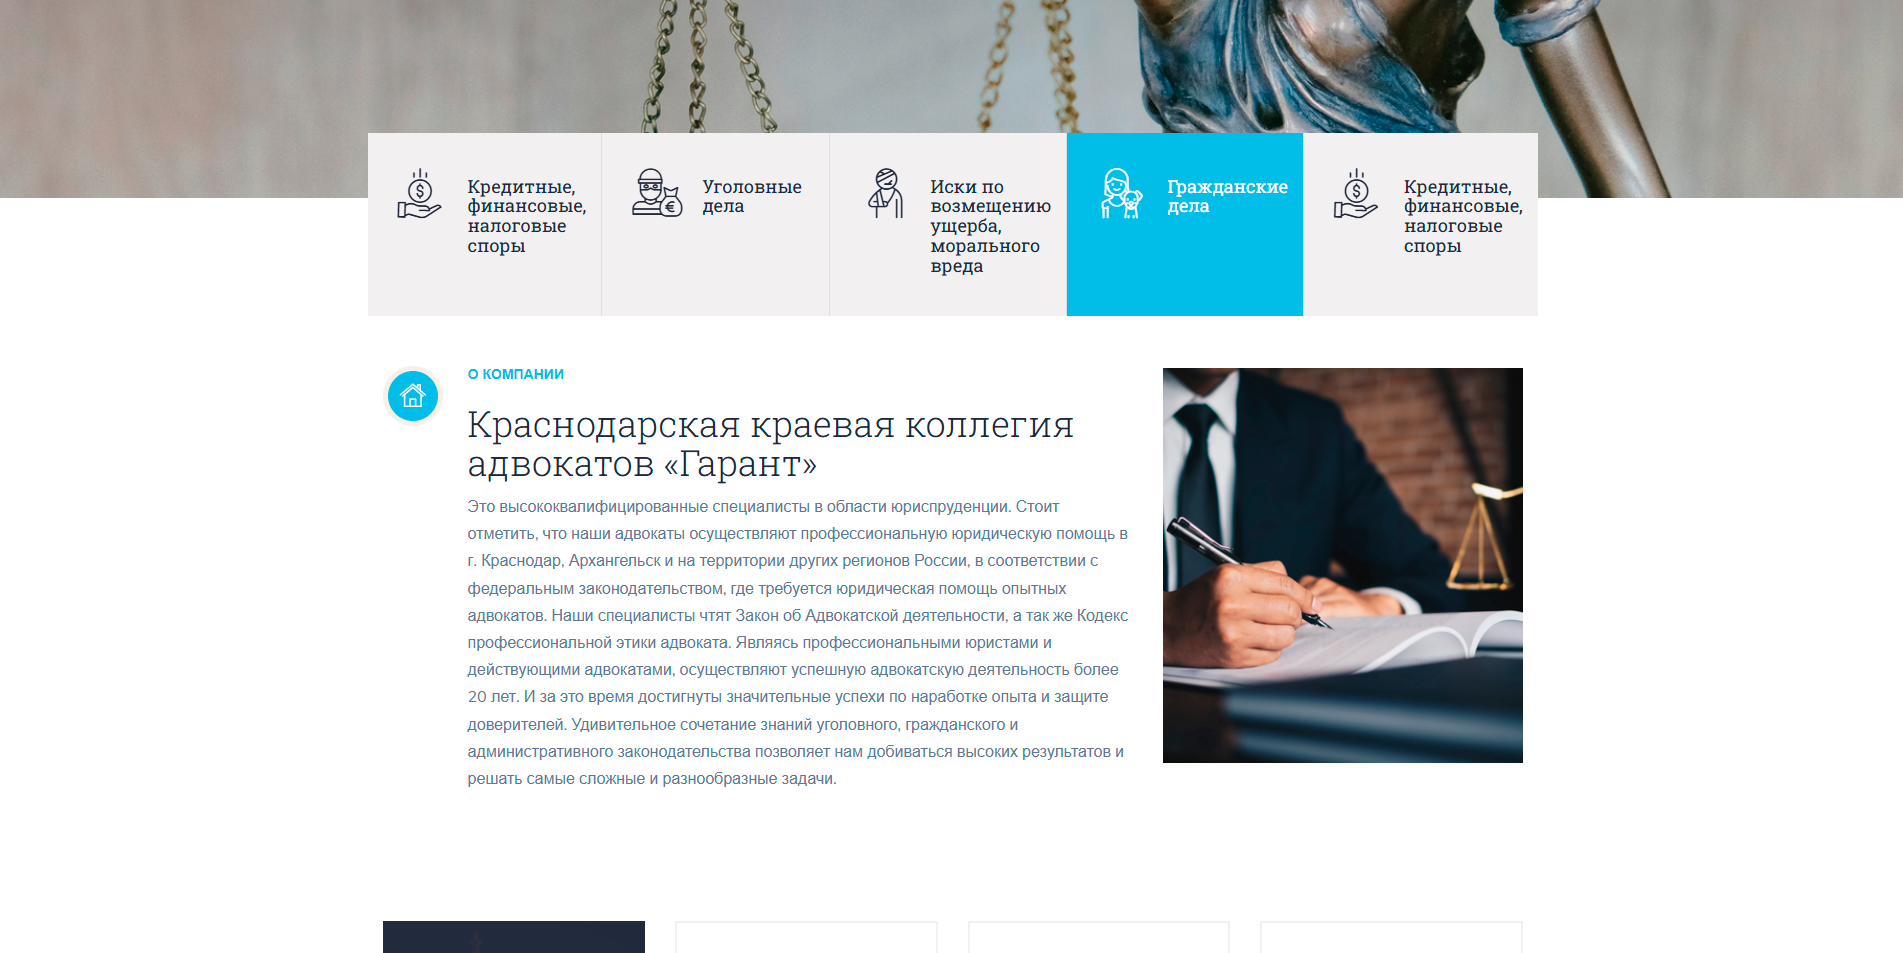 Кредитные,
финансовые,
налоговые
споры
Уголовные
дела
Иски по
возмещению
ущерба,
морального
вреда
Гражданские
дела
Кредитные,
финансовые,
налоговые
споры
О КОМПАНИИ
Краснодарская краевая коллегия
адвокатов «Гарант»
Это высококвалифицированные специалисты в области юриспруденции. Стоит
отметить, что наши адвокаты осуществляют профессиональную юридическую помощь в
г. Краснодар, Архангельск и на территории других регионов России, в соответствии с
федеральным законодательством, где требуется юридическая помощь опытных
адвокатов. Наши специалисты чтят Закон об Адвокатской деятельности, а так же Кодекс
профессиональной этики адвоката. Являясь профессиональными юристами и
действующими адвокатами, осуществляют успешную адвокатскую деятельность более
20 лет. И за это время достигнуты значительные успехи по наработке опыта и защите
доверителей. Удивительное сочетание знаний уголовного, гражданского и
административного законодательства позволяет нам добиваться высоких результатов и
решать самые сложные и разнообразные задачи.